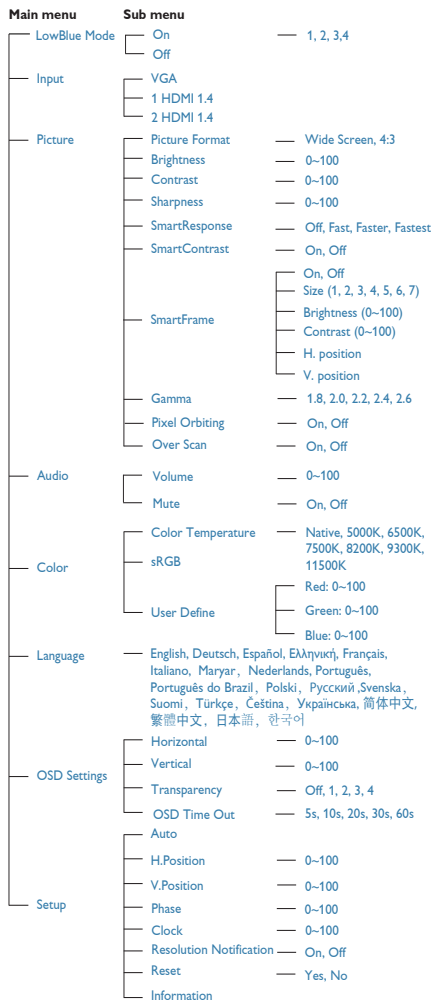 Main menu Sub menu
LowBlue Mode On 1, 2, 3,4
Off
Input VGA
1 HDMI 1.4
2 HDMI 1.4
Picture Picture Format Wide Screen, 4:3
Brightness 0~100
Contrast 0~100
Sharpness 0~100
SmartResponse Off, Fast, Faster, Fastest
SmartContrast On, Off
On, Off
Size (1, 2, 3, 4, 5, 6, 7)
Brightness (0~100)
SmartFrame
Contrast (0~100)
H. position
V. position
Gamma 1.8, 2.0, 2.2, 2.4, 2.6
Pixel Orbiting On, Off
Over Scan On, Off
Audio Volume 0~100
Mute On, Off
Color Temperature Native, 5000K, 6500K,
7500K, 8200K, 9300K,
sRGB
11500K
Color
Red: 0~100
User Define Green: 0~100
Blue: 0~100
Language English, Deutsch, Español, Ελληνική, Français,
Italiano, Maryar, Nederlands, Português,
Português do Brazil, Polski, Русский ,Svenska,
Suomi, Türkçe, Čeština, Українська, 简体中文,
繁體中文, 日本語, 한국어
Horizontal 0~100
Vertical 0~100
OSD Settings
Transparency Off, 1, 2, 3, 4
OSD Time Out 5s, 10s, 20s, 30s, 60s
Auto
H.Position 0~100
V.Position 0~100
Setup
Phase 0~100
Clock 0~100
Resolution Notification On, Off
Reset Yes, No
Information